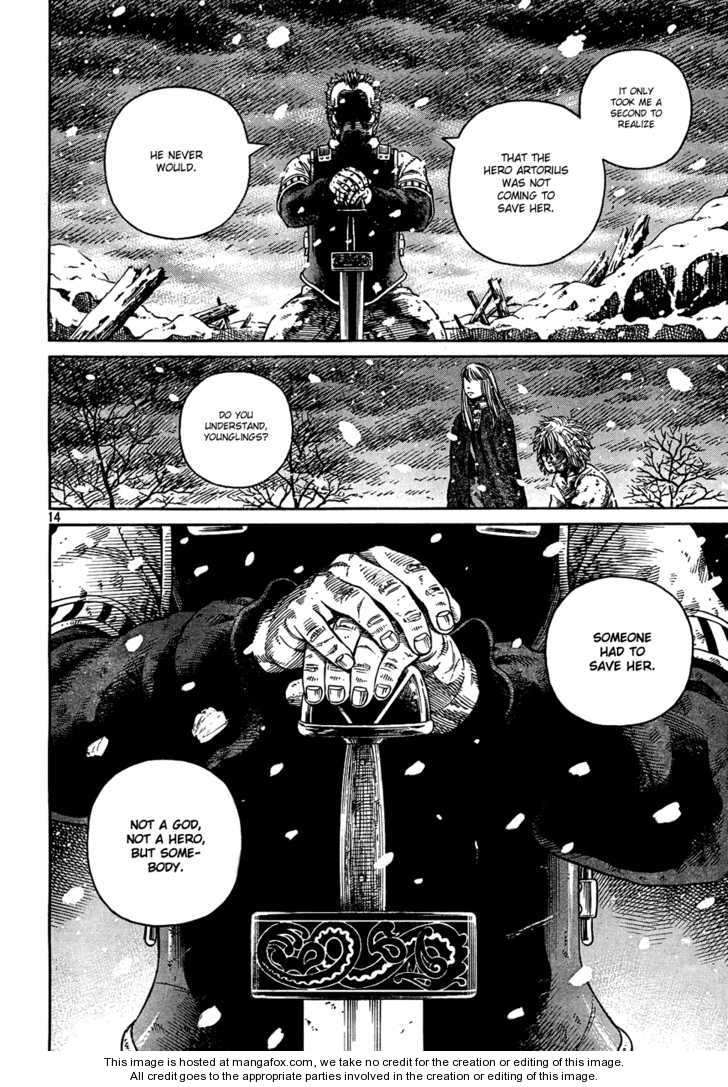 IT ONLY
TOOK ME A
SECOND TO
REALIZE
THAT THE
HERO ARTORIUS
WAS NOT
COMING TO
SAVE HER.
HE NEVER
WOULD.
DO YOU
UNDERSTAND,
YOUNGLINGS?
14
SOMEONE
HAD TO
SAVE HER.
NOT A GOD,
NOT A HERO,
BUT SOME-
BODY.
This image is hosted at mangafox.com, we take no credit for the creation or editing of this image.
All credit goes to the appropriate parties involved in the creation or editing of this image.